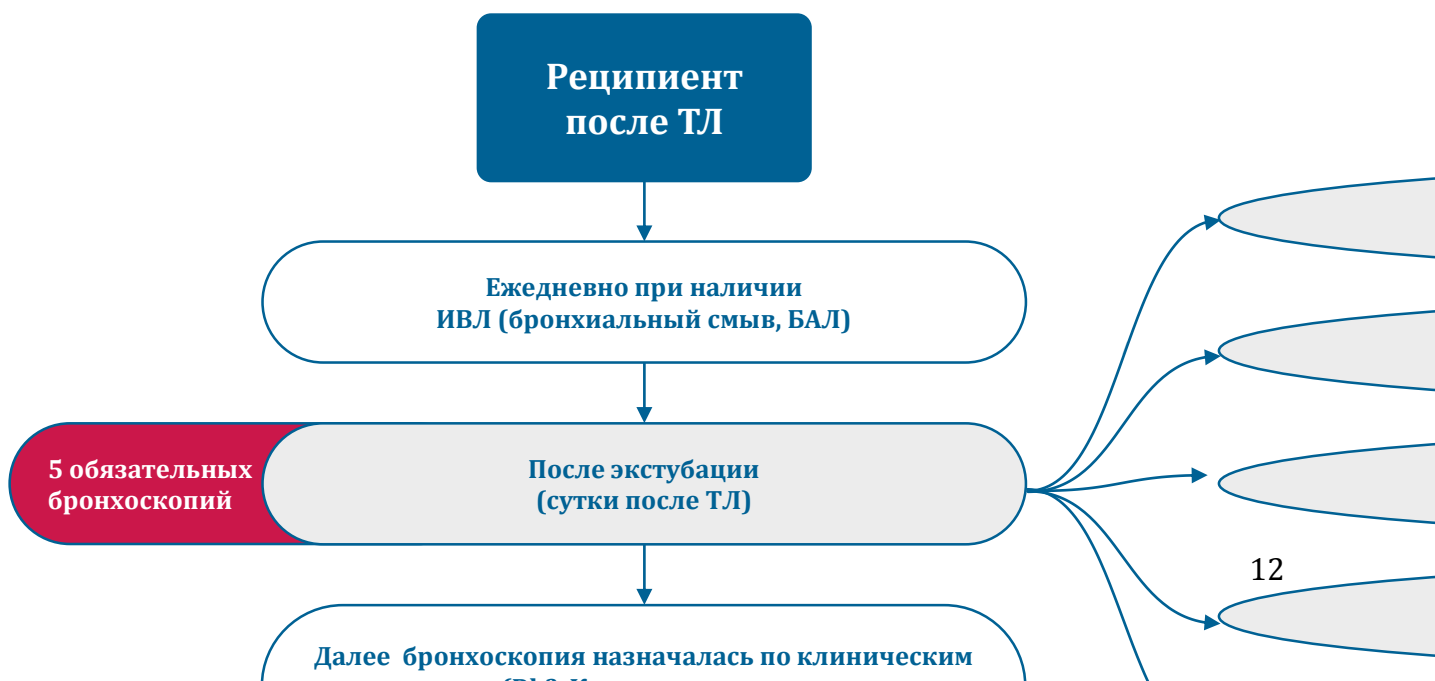 Реципиент
после ТЛ
Ежедневно при наличии
ИВЛ (бронхиальный смыв, БАЛ)
5 обязательных
бронхоскопий
После экстубации
(сутки после ТЛ)
12
Далее бронхоскопия назначалась по клиническим